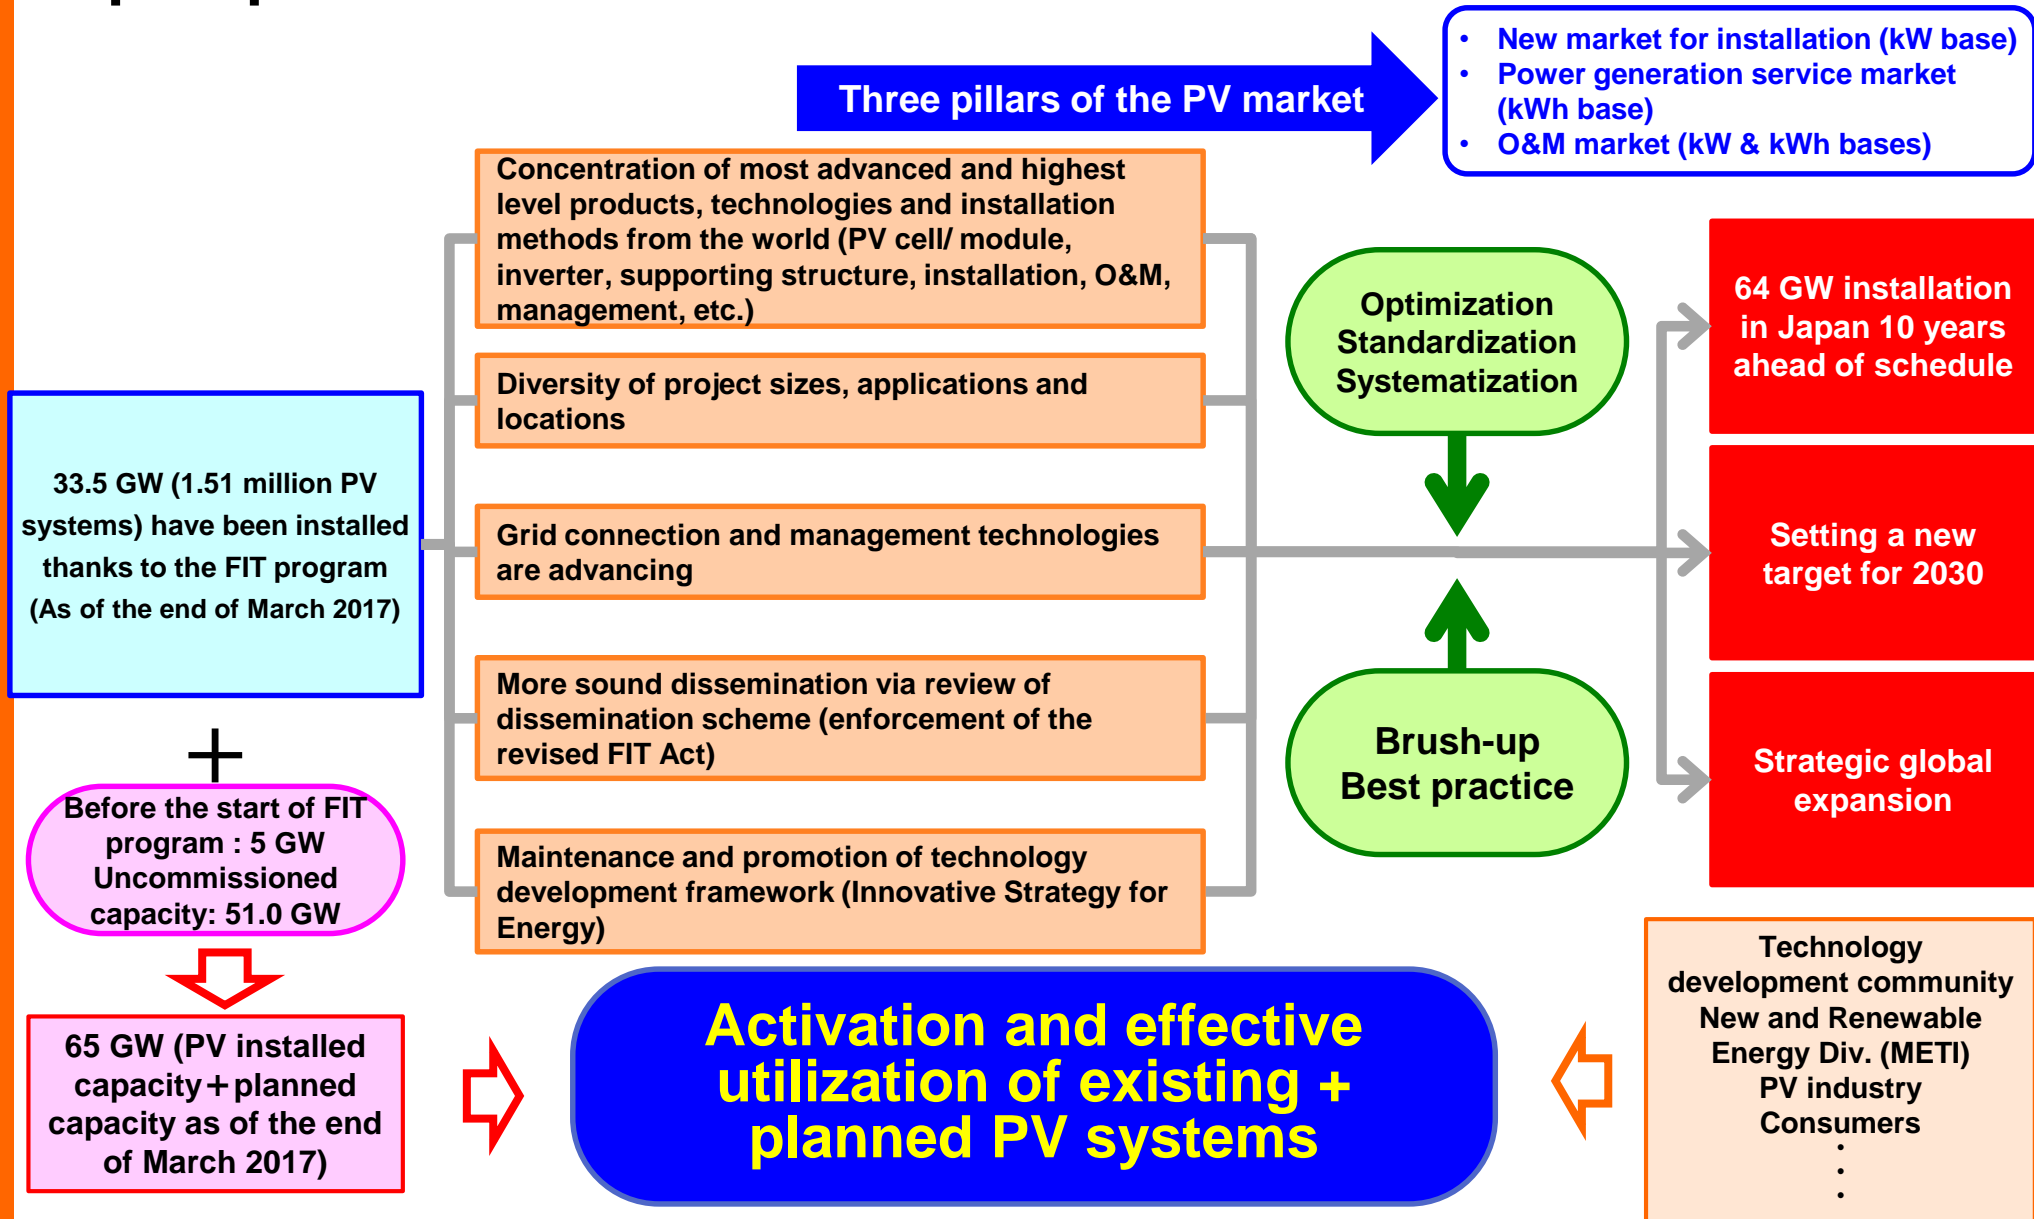 Three pillars of the PV market
• New market for installation (kW base)
• Power generation service market
(kWh base)
• O&M market (kW & kWh bases)
Concentration of most advanced and highest
level products, technologies and installation
methods from the world (PV cell/ module,
inverter, supporting structure, installation, O&M,
management, etc.)
Diversity of project sizes, applications and
locations
Grid connection and management technologies
are advancing
More sound dissemination via review of
dissemination scheme (enforcement of the
revised FIT Act)
Maintenance and promotion of technology
development framework (Innovative Strategy for
Energy)
33.5 GW (1.51 million PV
systems) have been installed
thanks to the FIT program
(As of the end of March 2017)
+
Before the start of FIT
program : 5 GW
Uncommissioned
capacity: 51.0 GW
65 GW (PV installed
capacity+planned
capacity as of the end
of March 2017)
Optimization
Standardization
Systematization
Brush-up
Best practice
64 GW installation
in Japan 10 years
ahead of schedule
Setting a new
target for 2030
Strategic global
expansion
Activation and effective
utilization of existing +
planned PV systems
Technology
development community
New and Renewable
Energy Div. (METI)
PV industry
Consumers
・
・
・